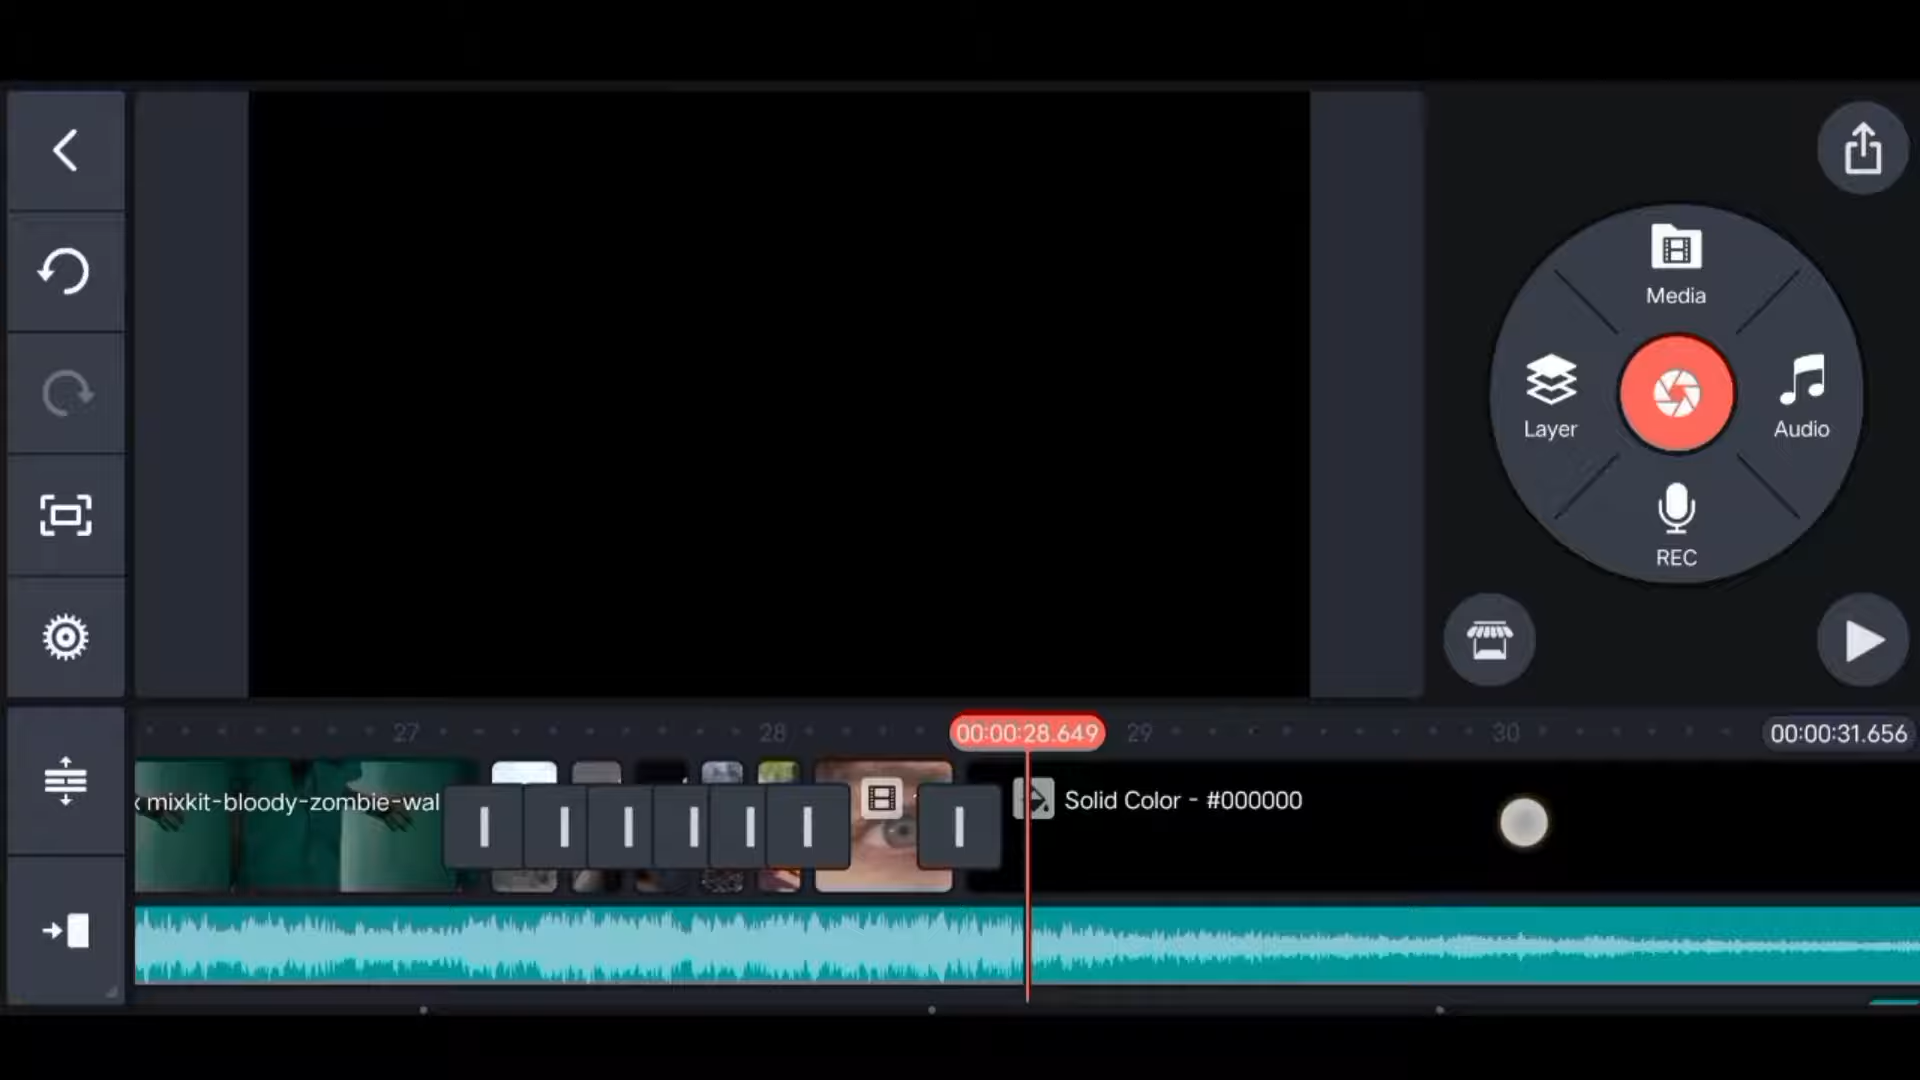 Media
Layer
Audio
REC
27
28
00:00:28.649
29
30
00:00:31.656
mixkit-bloody-zombie-wal
Solid Color - #000000